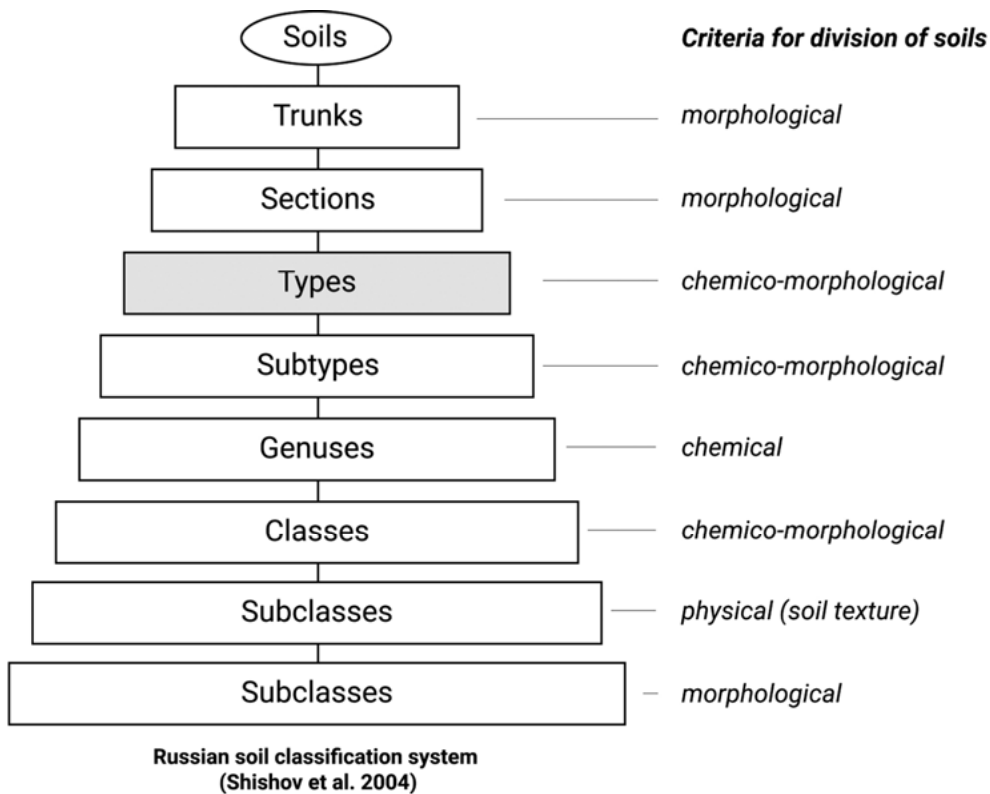 Soils
Criteria for division of soils
Trunks
morphological
Sections
morphological
Types
chemico-morphological
Subtypes
chemico-morphological
Genuses
chemical
Classes
chemico-morphological
Subclasses
physical (soil texture)
Subclasses
morphological
Russian soil classification system
(Shishov et al. 2004)